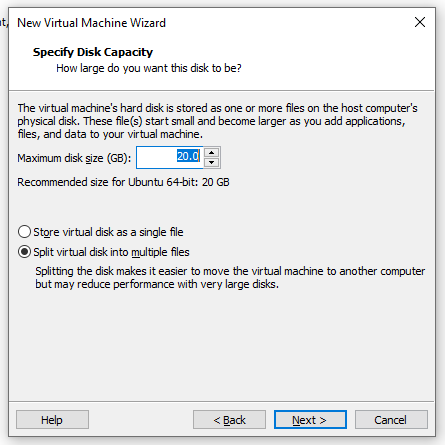 New Virtual Machine Wizard
Specify Disk Capacity
How large do you want this disk to be?
The virtual machine's hard disk is stored as one or more files on the host computer's
physical disk. These file(s) start small and become larger as you add applications,
files, and data to your virtual machine.
Maximum disk size (GB): 20.0
Recommended size for Ubuntu 64-bit: 20 GB
Store virtual disk as a single file
Split virtual disk into multiple files
Splitting the disk makes it easier to move the virtual machine to another computer
but may reduce performance with very large disks.
Help < Back Next > Cancel